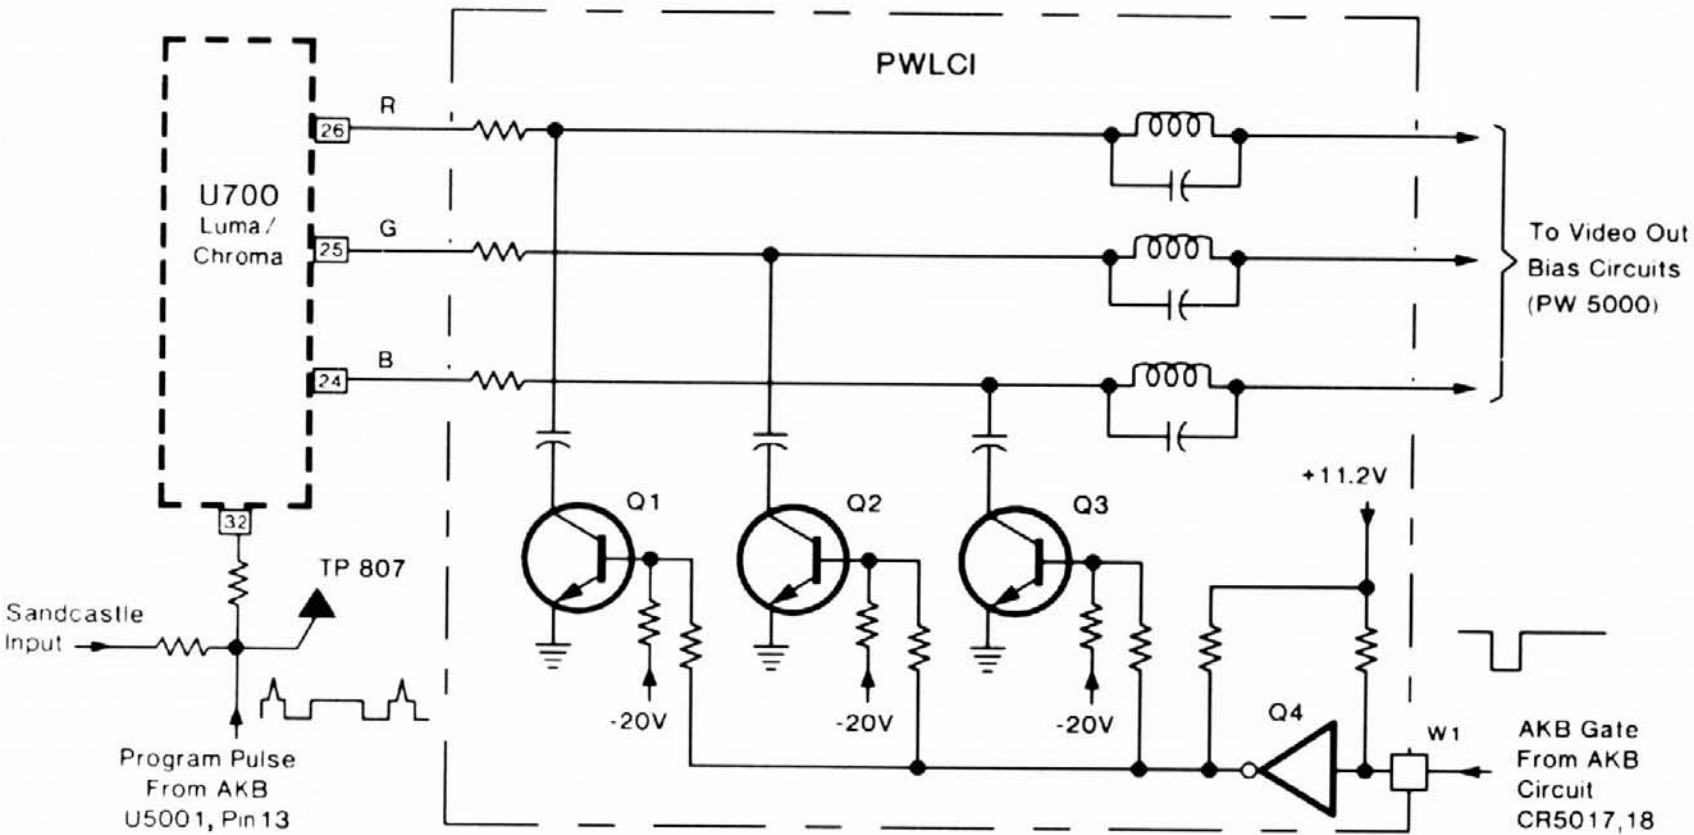 PWLCI
R
26
U700
Luma/
Chroma
G
25
To Video Out
Bias Circuits
(PW 5000)
B
24
+11.2V
Q1
Q2
Q3
32
TP 807
Sandcastle
Input
-20V
-20V
-20V
Q4
W1
AKB Gate
From AKB
Circuit
CR5017,18
Program Pulse
From AKB
U5001, Pin13